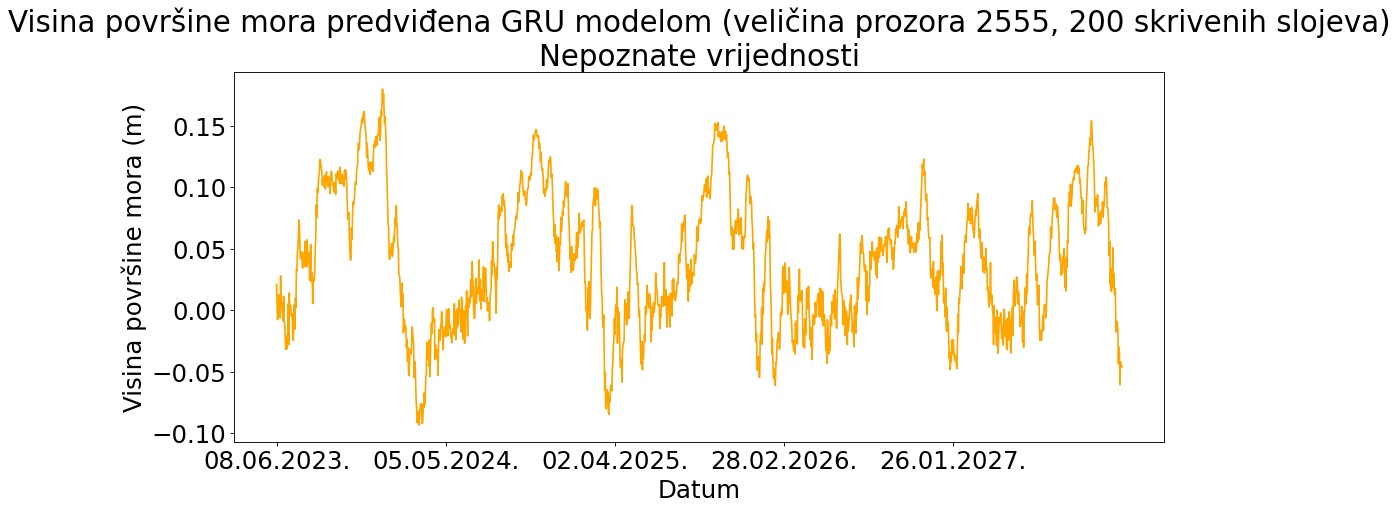 Visina površine mora predviđena GRU modelom (veličina prozora 2555, 200 skrivenih slojeva)
Nepoznate vrijednosti
Visina površine mora (m)
0.15
0.10
0.05
0.00
−0.05
−0.10
08.06.2023. 05.05.2024. 02.04.2025. 28.02.2026. 26.01.2027.
Datum